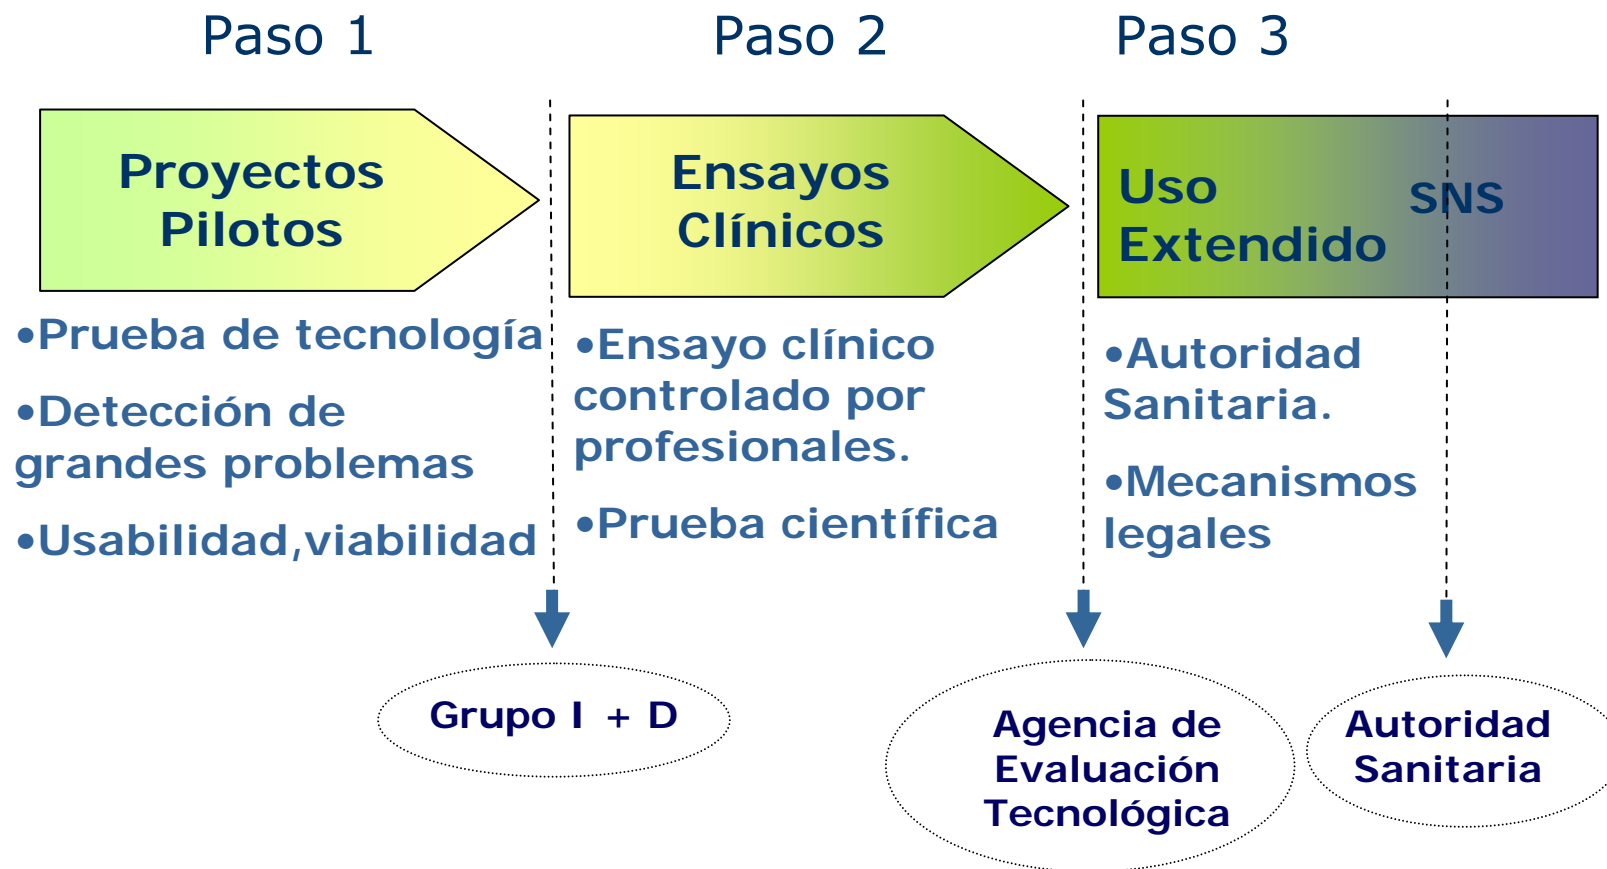 Paso 1
Paso 2
Paso 3
Proyectos
Pilotos
Ensayos
Clínicos
Uso
Extendido
SNS
•Prueba de tecnología
•Detección de
grandes problemas
•Usabilidad,viabilidad
•Ensayo clínico
controlado por
profesionales.
•Prueba científica
•Autoridad
Sanitaria.
•Mecanismos
legales
Grupo I + D
Agencia de
Evaluación
Tecnológica
Autoridad
Sanitaria